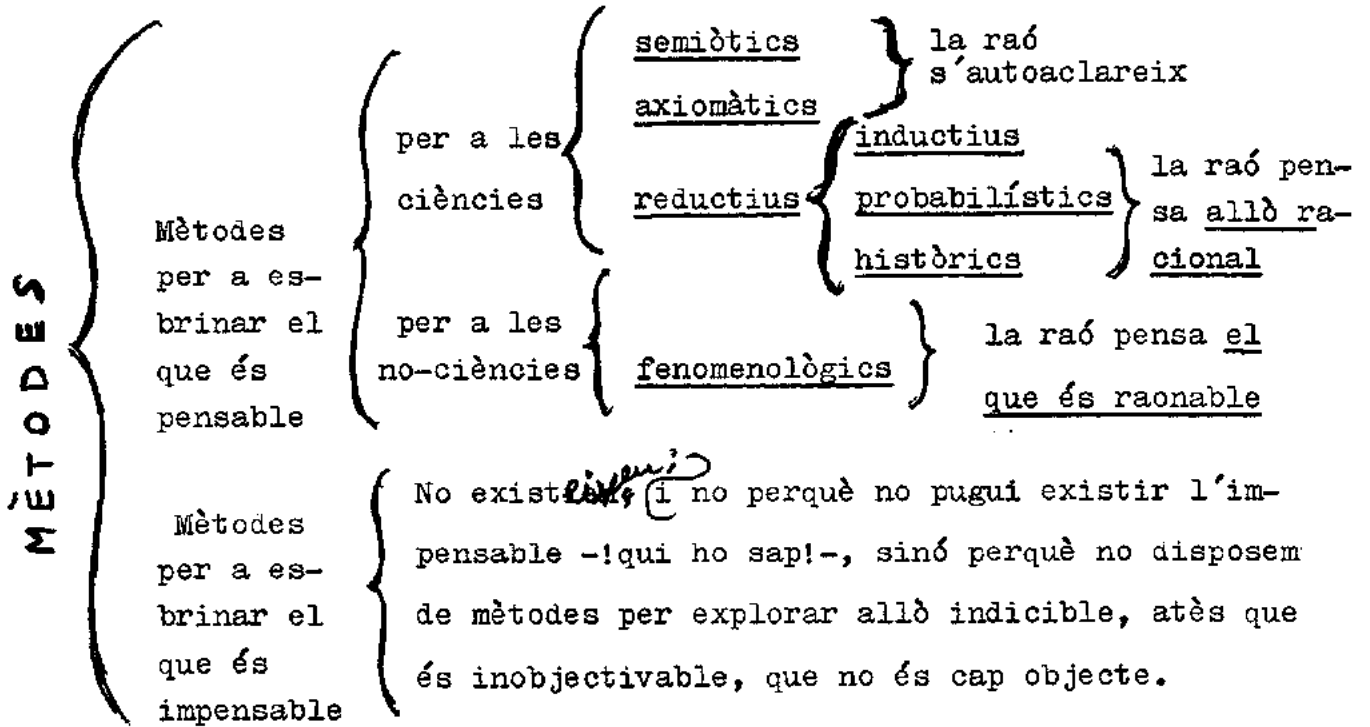 MÈTODES
Mètodes
per a es-
brinar el
que és
pensable
per a les
ciències
semiòtics
axiomàtics
la raó
s'autoaclareix
reductius
inductius
probabilístics
històrics
la raó pen-
sa allò ra-
cional
per a les
no-ciències
fenomenològics
la raó pensa el
que és raonable
Mètodes
per a es-
brinar el
que és
impensable
No existeixen; i no perquè no pugui existir l'im-
pensable -!qui ho sap!-, sinó perquè no disposem
de mètodes per explorar allò indicible, atès que
és inobjectivable, que no és cap objecte.